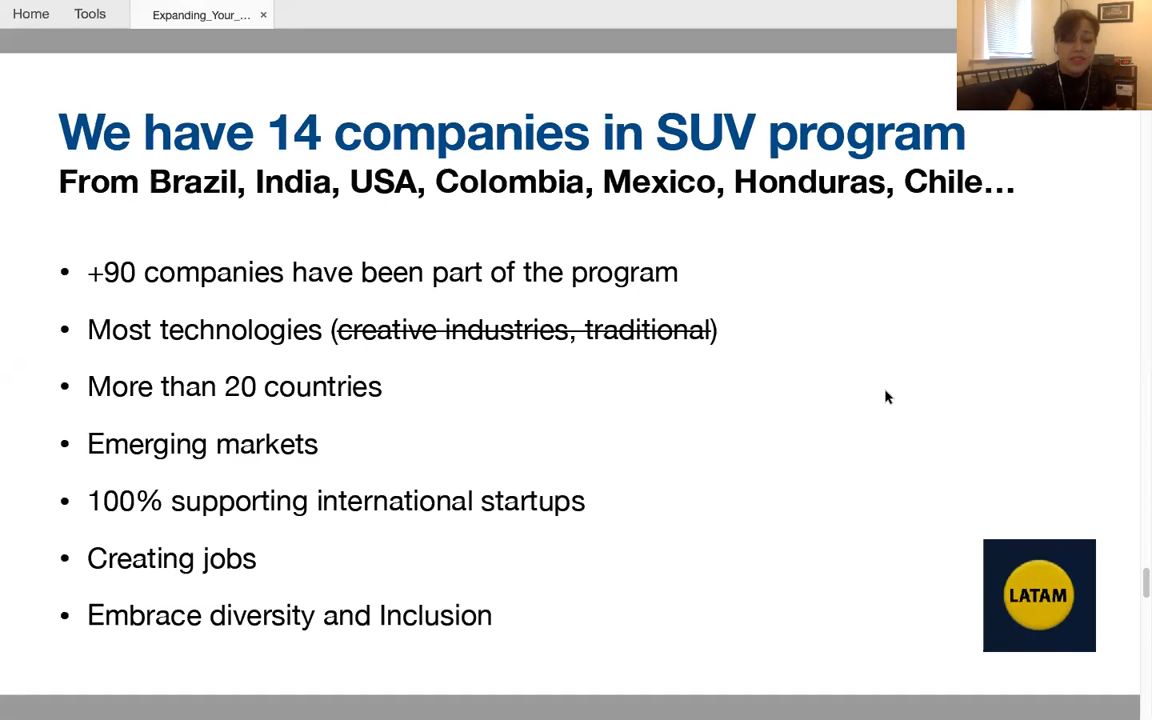 Home Tools Expanding_Your_... ×
We have 14 companies in SUV program
From Brazil, India, USA, Colombia, Mexico, Honduras, Chile...
• +90 companies have been part of the program
• Most technologies (creative industries, traditional)
• More than 20 countries
• Emerging markets
• 100% supporting international startups
• Creating jobs
• Embrace diversity and Inclusion
LATAM